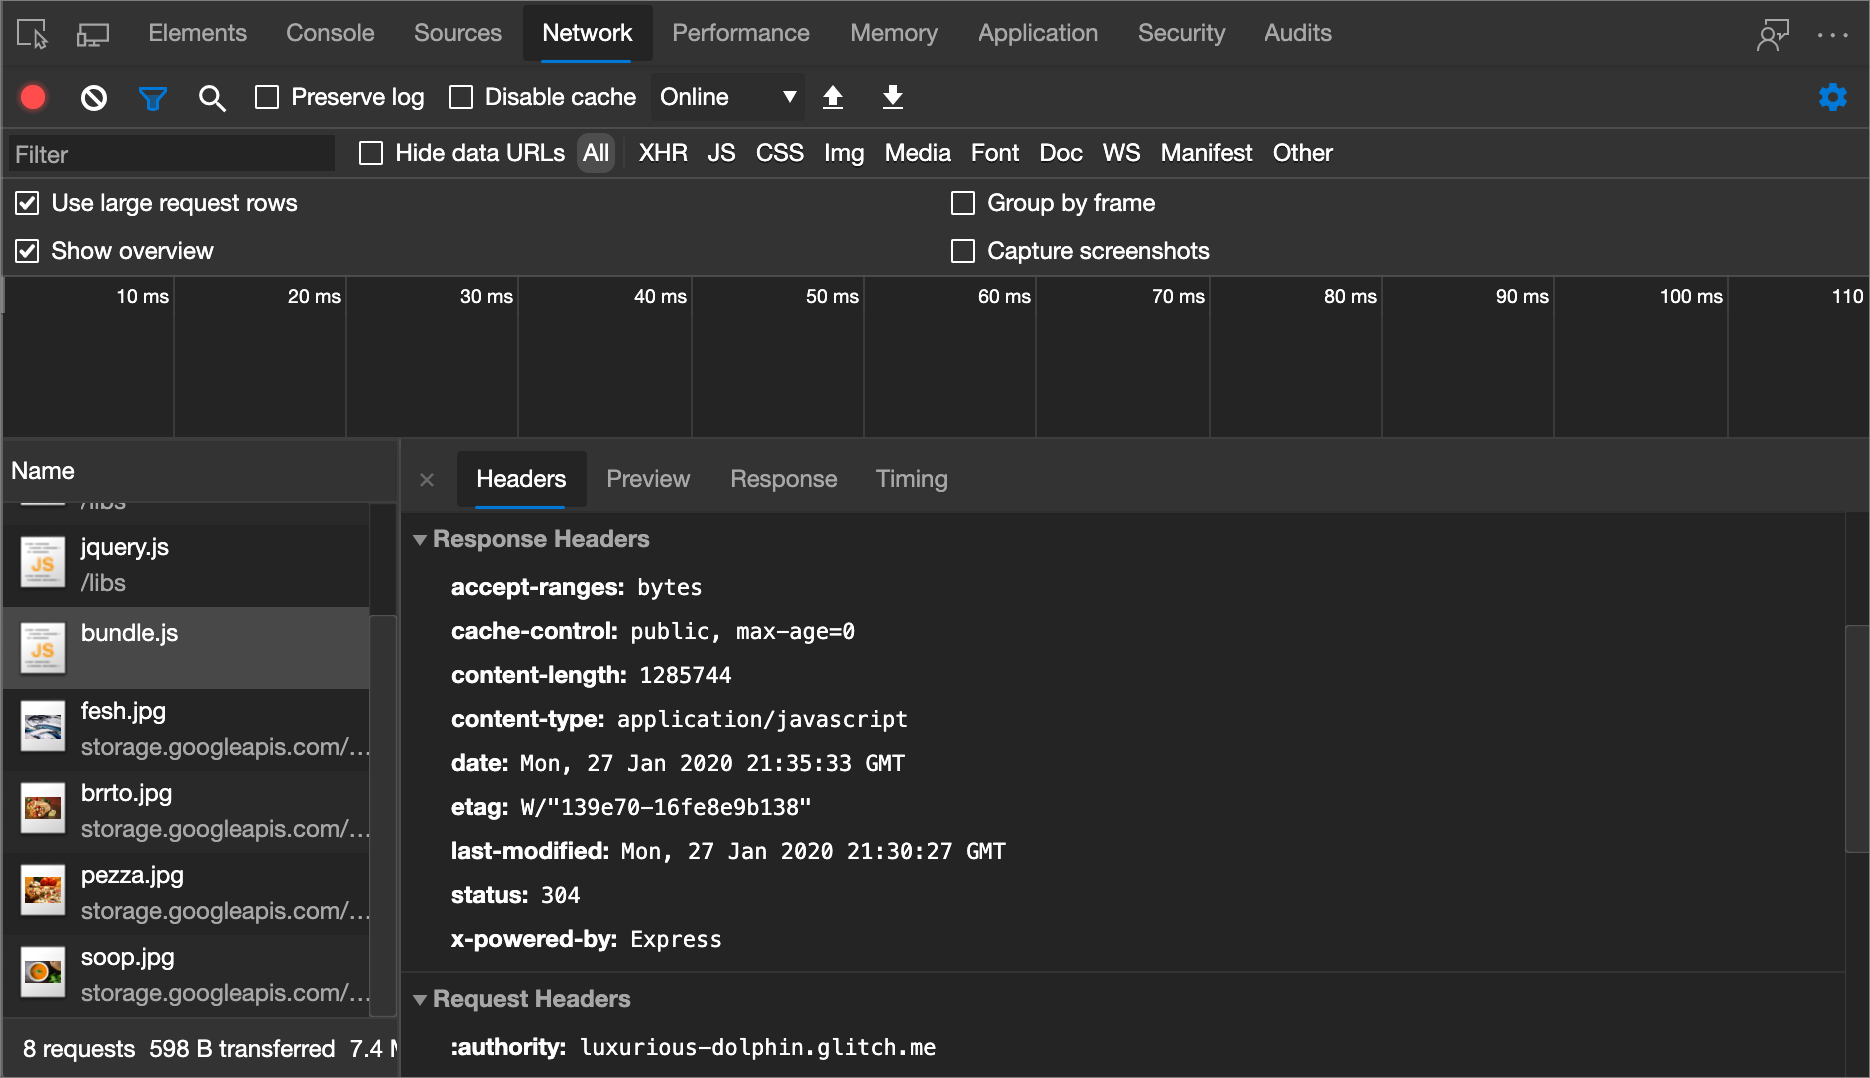 Elements Console Sources Network Performance Memory Application Security Audits
Preserve log Disable cache Online
Filter Hide data URLs All XHR JS CSS Img Media Font Doc WS Manifest Other
Use large request rows Group by frame
Show overview Capture screenshots
10 ms 20 ms 30 ms 40 ms 50 ms 60 ms 70 ms 80 ms 90 ms 100 ms 110
Name
/libs
JS
jquery.js
/libs
JS
bundle.js
fesh.jpg
storage.googleapis.com/...
brrto.jpg
storage.googleapis.com/...
pezza.jpg
storage.googleapis.com/...
soop.jpg
storage.googleapis.com/...
8 requests 598 B transferred 7.4
Headers Preview Response Timing
Response Headers
accept-ranges: bytes
cache-control: public, max-age=0
content-length: 1285744
content-type: application/javascript
date: Mon, 27 Jan 2020 21:35:33 GMT
etag: W/"139e70-16fe8e9b138"
last-modified: Mon, 27 Jan 2020 21:30:27 GMT
status: 304
x-powered-by: Express
Request Headers
:authority: luxurious-dolphin.glitch.me